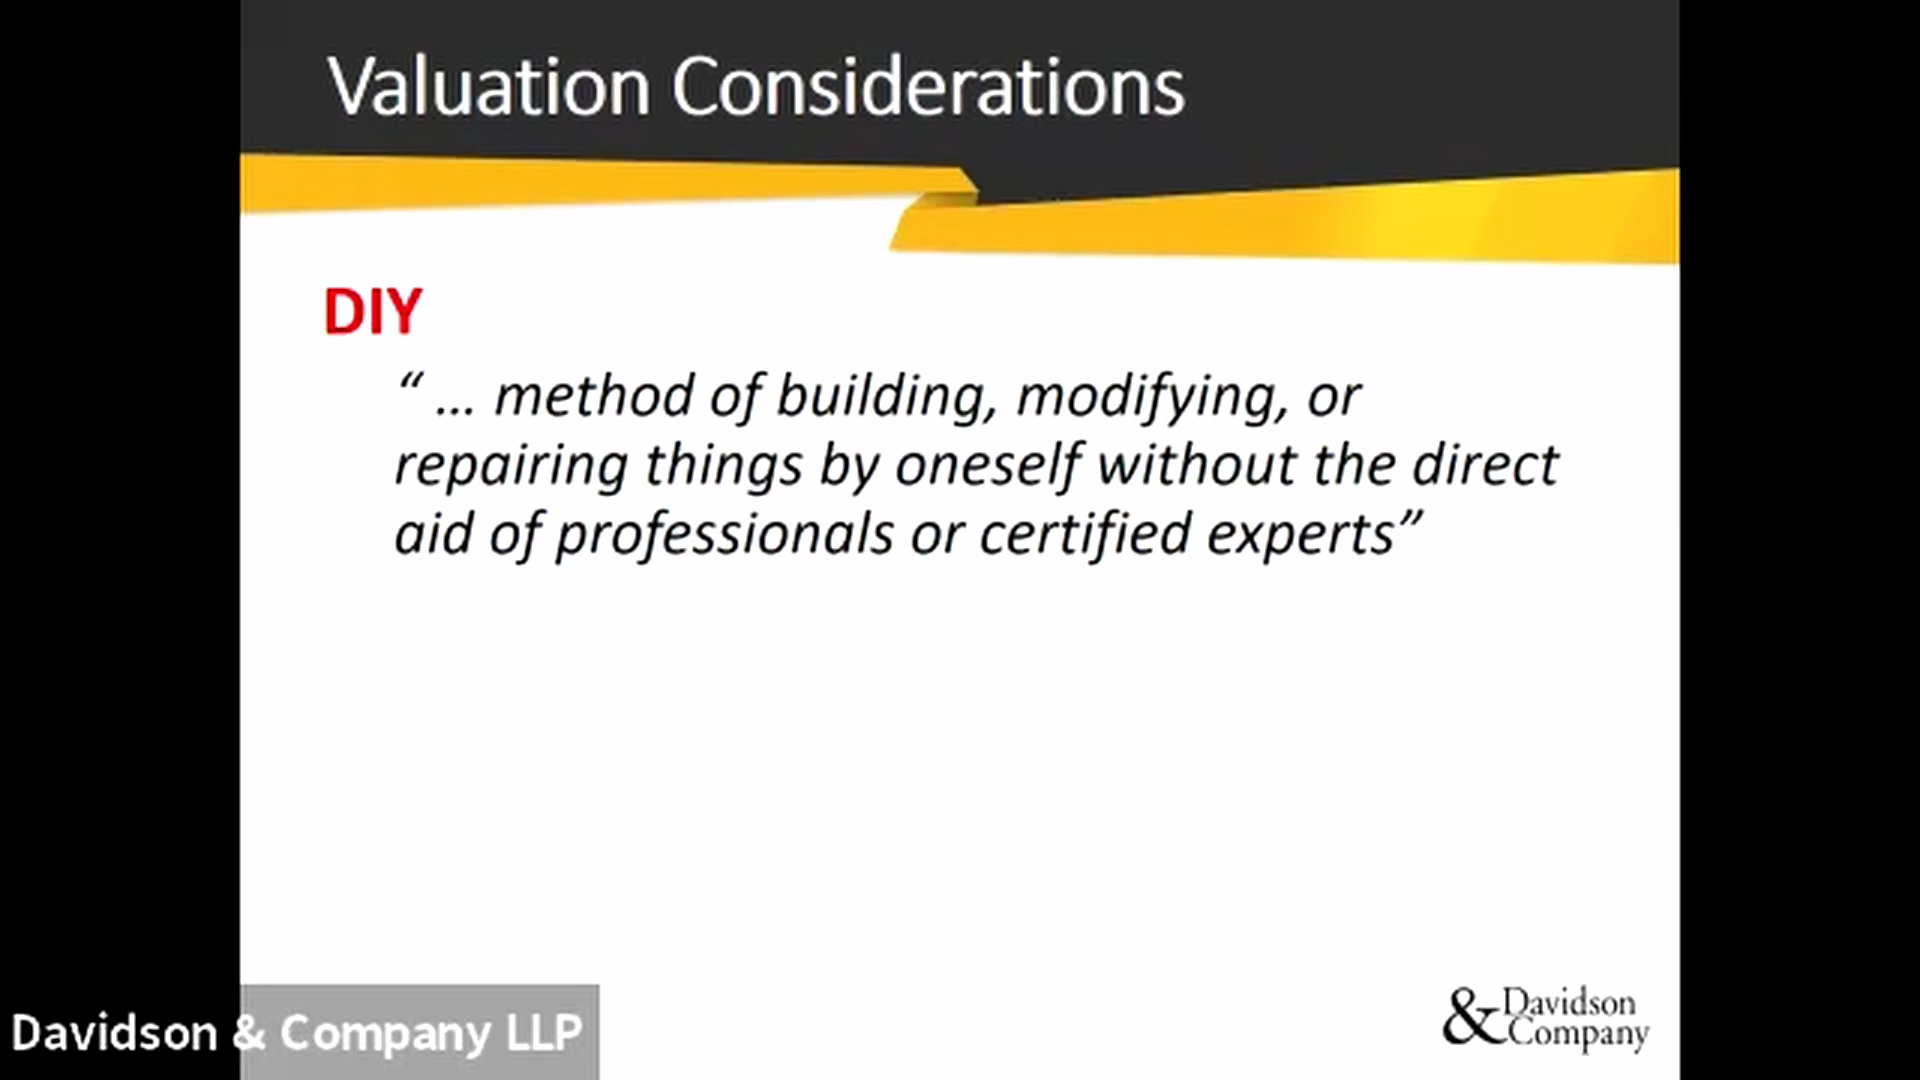 Valuation Considerations
DIY
“ ... method of building, modifying, or
repairing things by oneself without the direct
aid of professionals or certified experts”
Davidson & Company LLP
& Davidson
Company